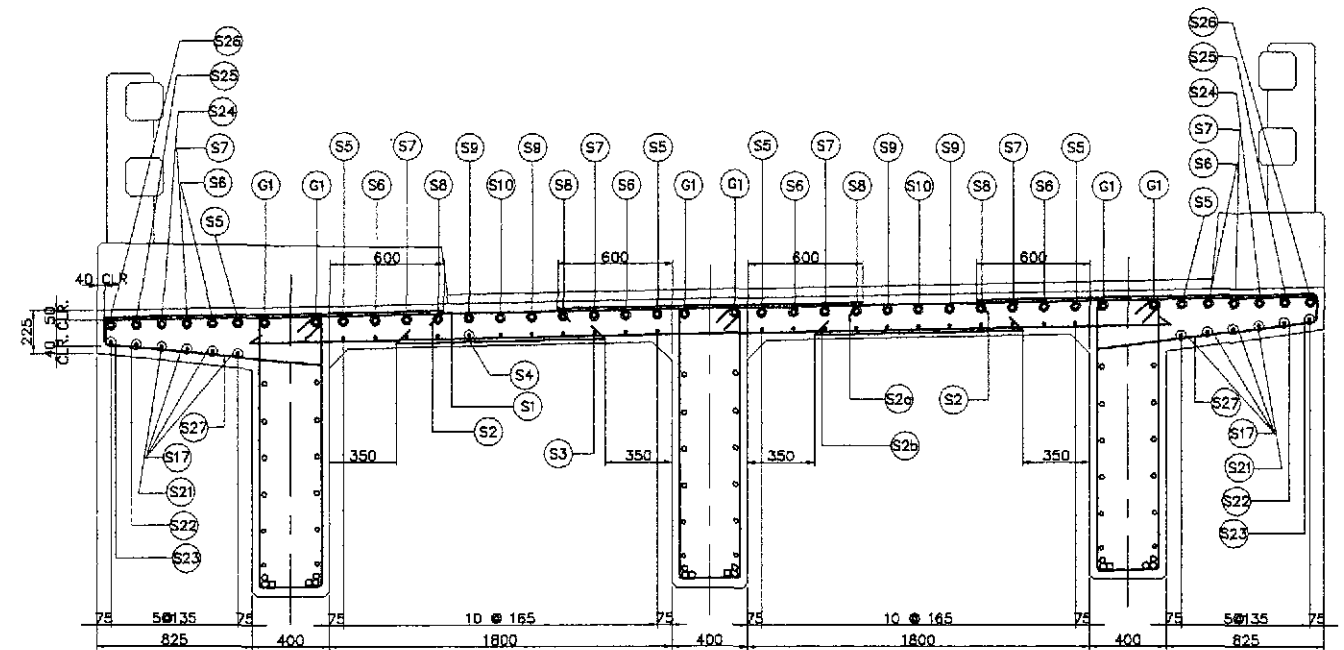 S26 S26
S25 S25
S24 S24
S7 S5 S7 S9 S9 S7 S5 S5 S7 S9 S9 S7 S5 S7
S6 G1 G1 S6 S8 S10 S8 S6 G1 G1 S6 S8 S10 S8 S6 G1 G1 S6
S5 S5
600 600 600 600
40 CLR.
50 CLR.
225
40 CLR.
S4 S2a S2
S1
S27 S2 S3 S2b S27
S17 350 350 350 350 S17
S21 S21
S22 S22
S23 S23
75 5@135 75 75 10 @ 165 75 75 10 @ 165 75 75 5@135 75
825 400 1800 400 1800 400 825